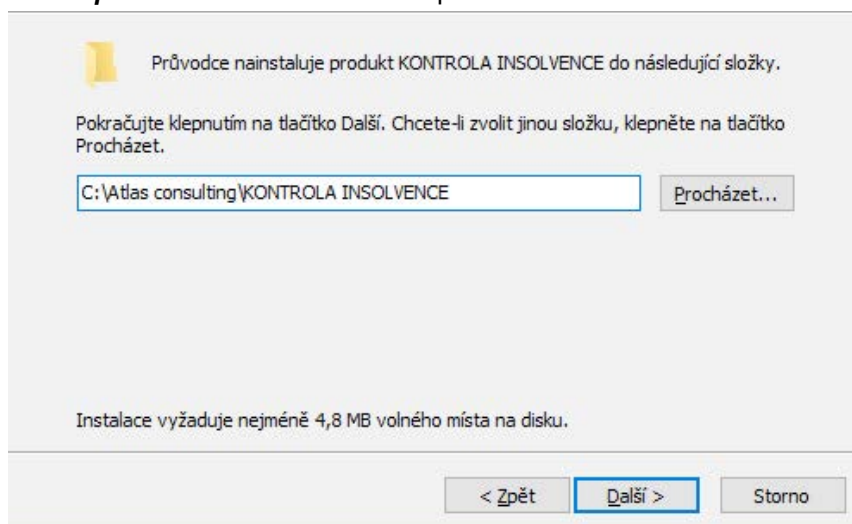 Průvodce nainstaluje produkt KONTROLA INSOLVENCE do následující složky.
Pokračujte klepnutím na tlačítko Další. Chcete-li zvolit jinou složku, klepněte na tlačítko
Procházet.
C:\Atlas consulting\KONTROLA INSOLVENCE
Procházet...
Instalace vyžaduje nejméně 4,8 MB volného místa na disku.
< Zpět
Další >
Storno